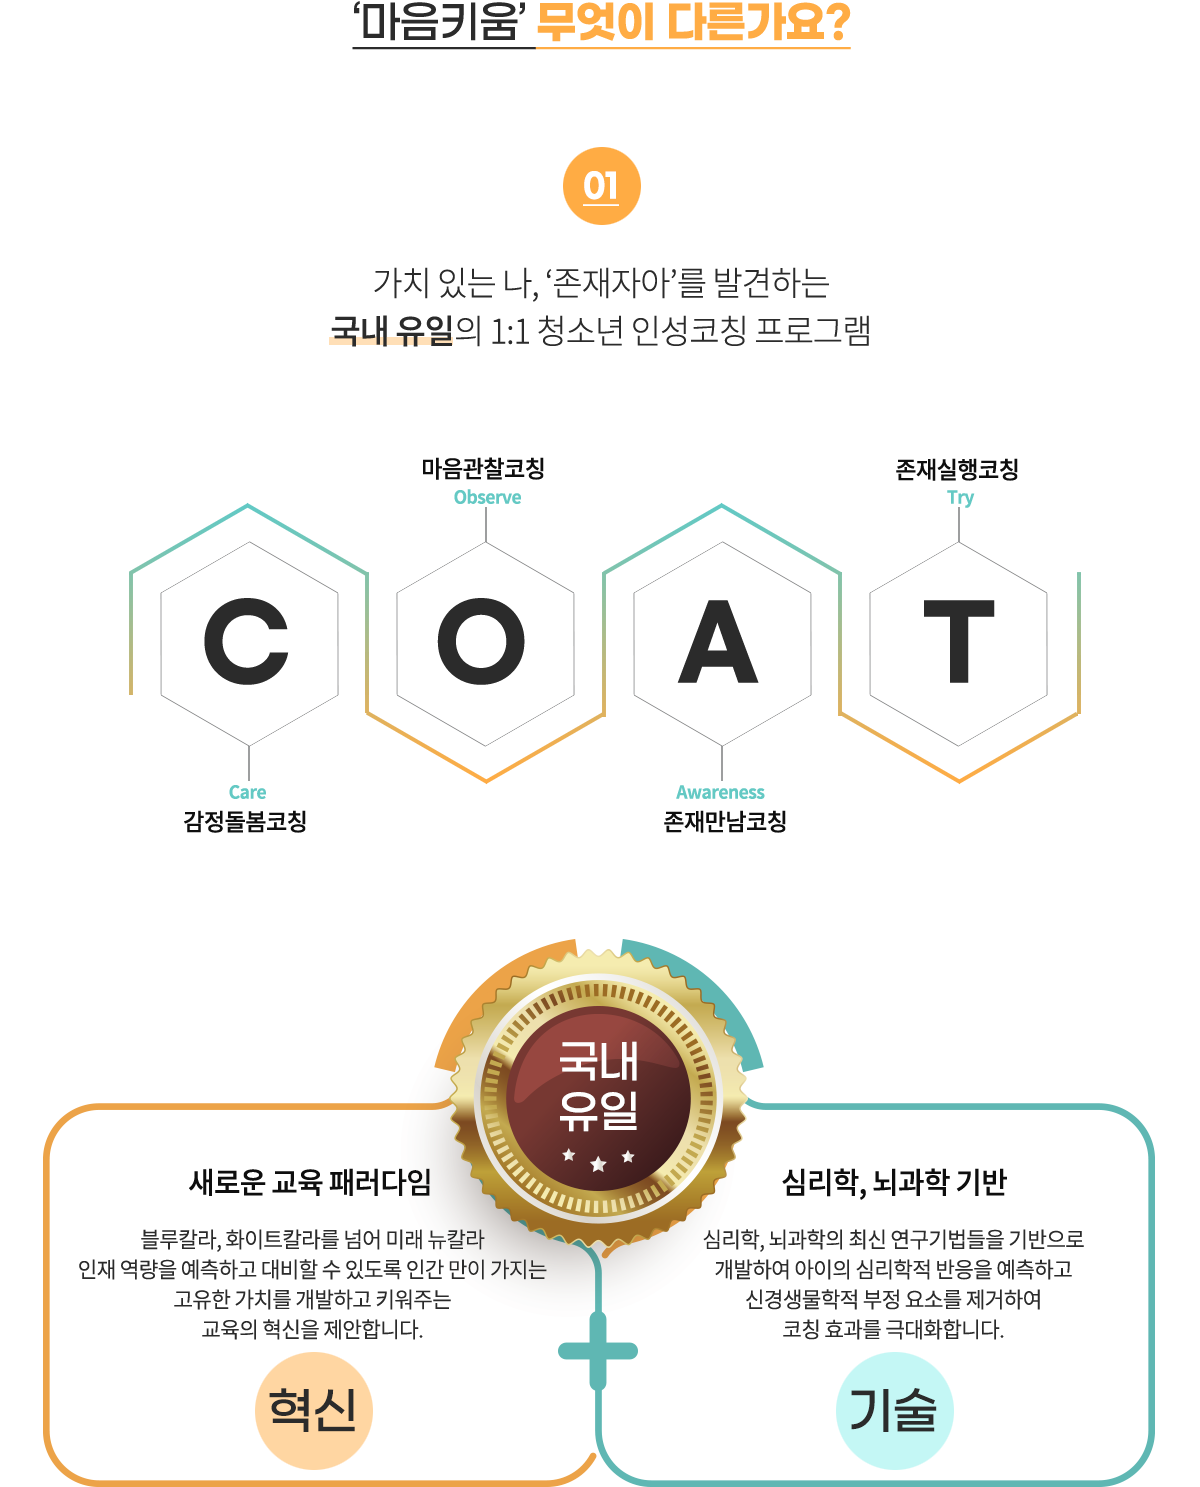 ‘마음키움’ 무엇이 다른가요?
01
가치 있는 나, ‘존재자아’를 발견하는
국내 유일의 1:1 청소년 인성코칭 프로그램
마음관찰코칭
Observe
존재실행코칭
Try
C O A T
Care
감정돌봄코칭
Awareness
존재만남코칭
국내
유일
새로운 교육 패러다임
블루칼라, 화이트칼라를 넘어 미래 뉴칼라
인재 역량을 예측하고 대비할 수 있도록 인간 만이 가지는
고유한 가치를 개발하고 키워주는
교육의 혁신을 제안합니다.
혁신
심리학, 뇌과학 기반
심리학, 뇌과학의 최신 연구기법들을 기반으로
개발하여 아이의 심리학적 반응을 예측하고
신경생물학적 부정 요소를 제거하여
코칭 효과를 극대화합니다.
기술